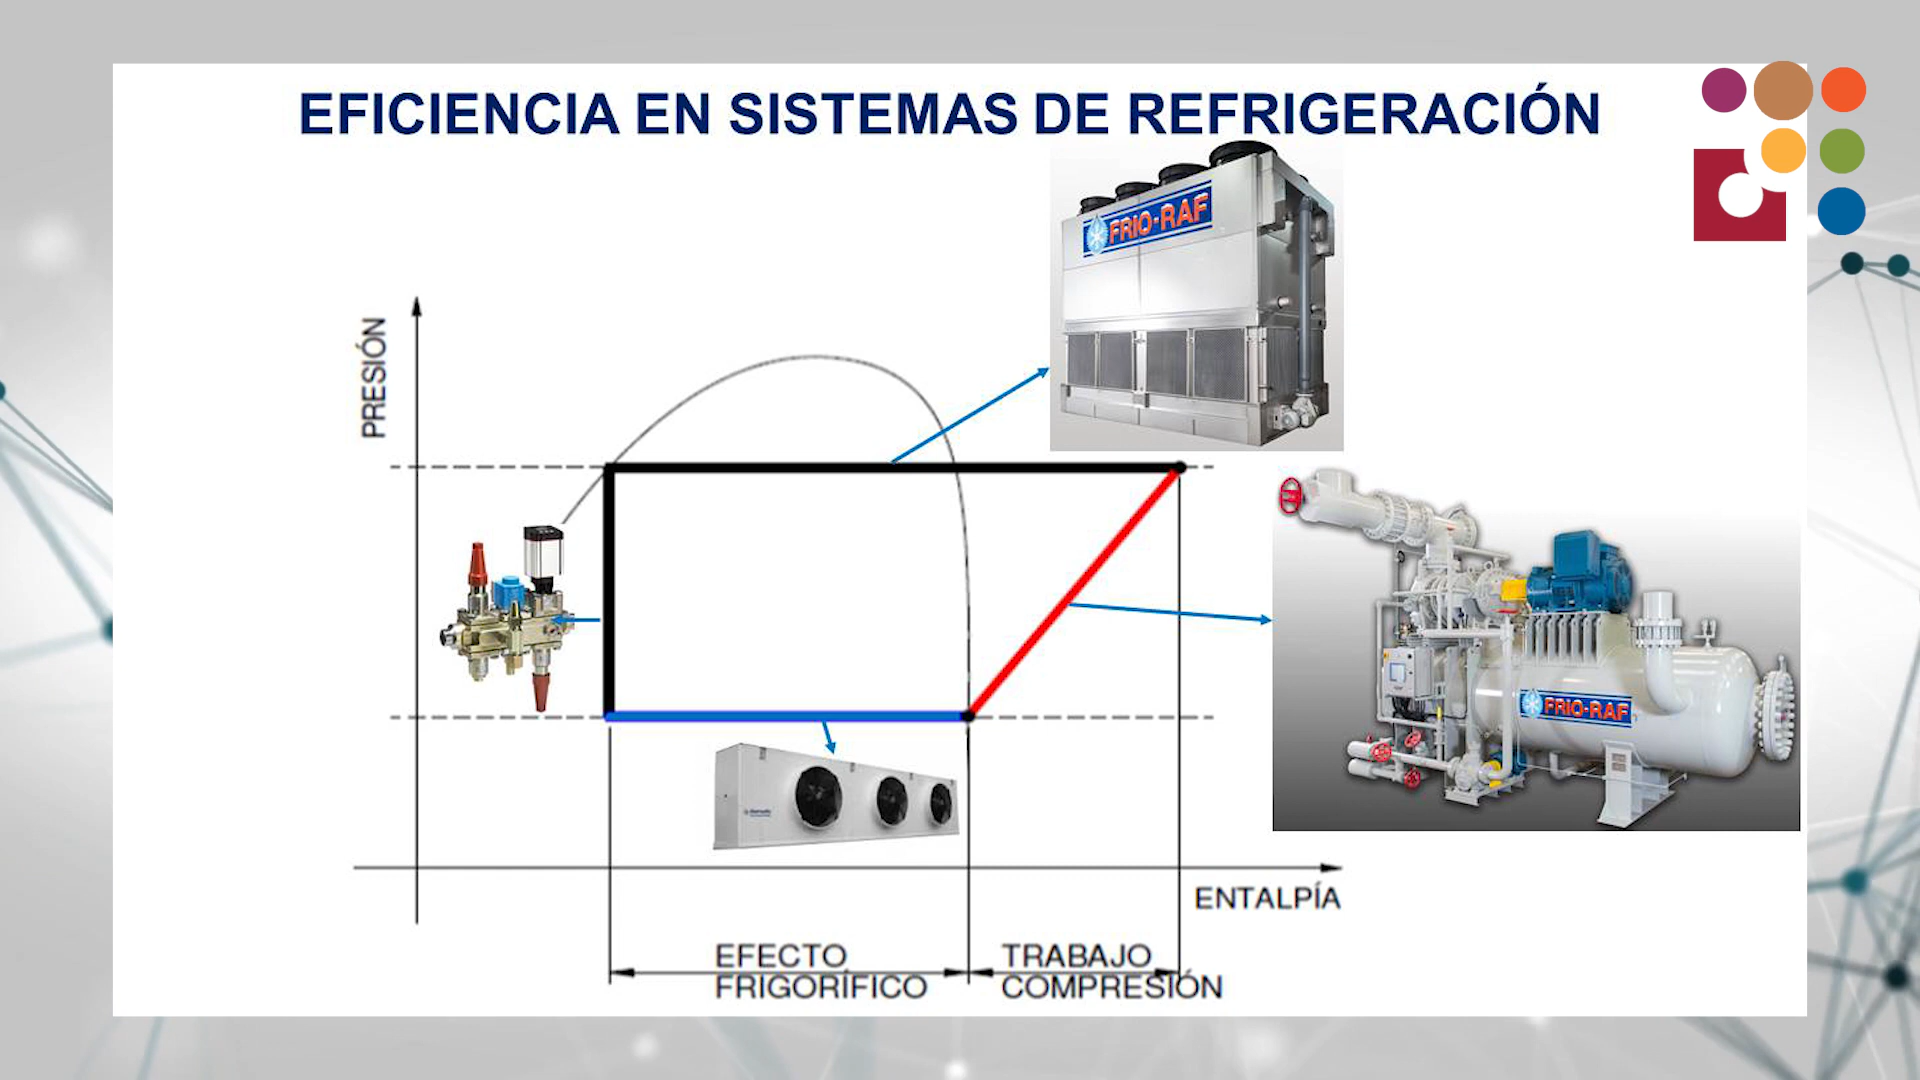 EFICIENCIA EN SISTEMAS DE REFRIGERACIÓN
FRIO-RAF
PRESIÓN
FRIO-RAF
ENTALPÍA
EFECTO
FRIGORÍFICO
TRABAJO
COMPRESIÓN